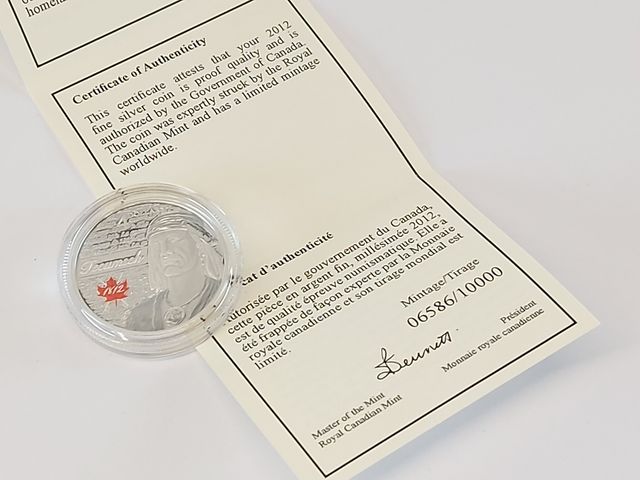 homela
Certificate of Authenticity
This certificate attests that your 2012
fine silver coin is proof quality and is
authorized by the Government of Canada.
The coin was expertly struck by the Royal
Canadian Mint and has a limited mintage
worldwide.
Tecumseh
1812
d'authenticité
autorisée par le gouvernement du Canada,
cette pièce en argent fin, millésimée 2012,
est de qualité épreuve numismatique. Elle a
été frappée de façon experte par la Monnaie
royale canadienne et son tirage mondial est
limité.
Mintage/Tirage
06586/10000
Bennett
Master of the Mint
Royal Canadian Mint
Président
Monnaie royale canadienne